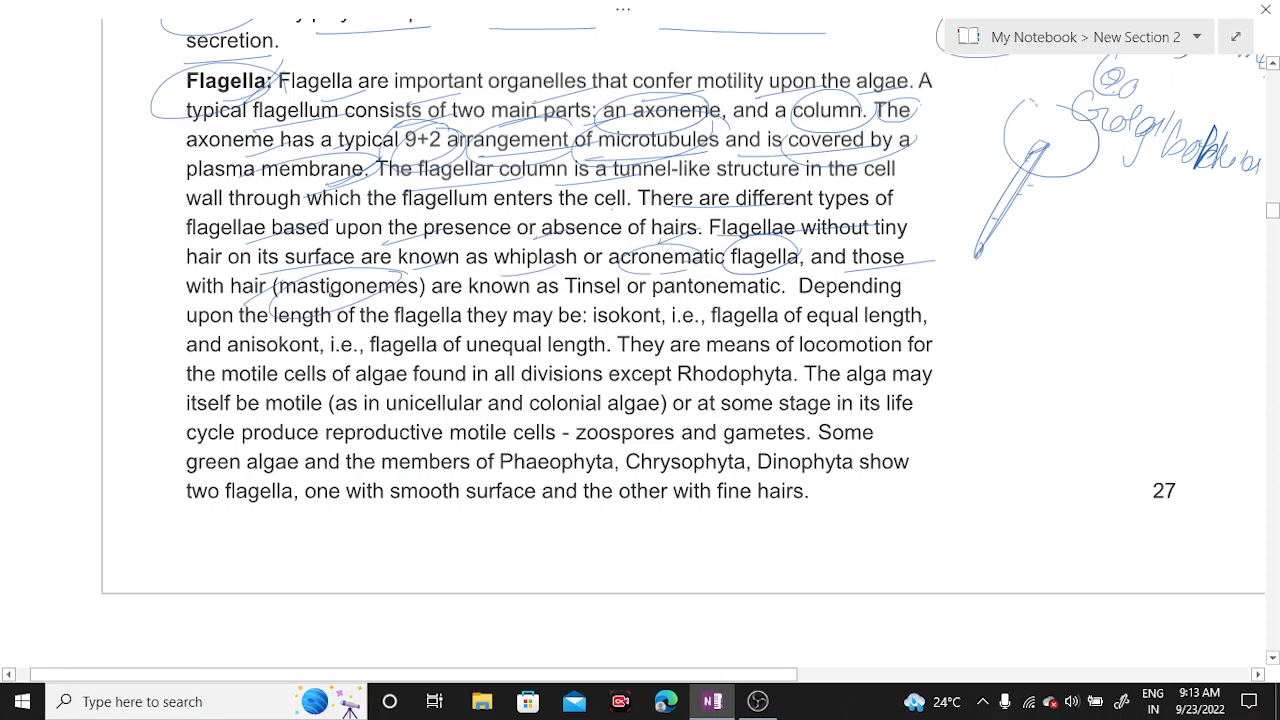 ...
secretion.
My Notebook > New Section 2
Flagella: Flagella are important organelles that confer motility upon the algae. A
typical flagellum consists of two main parts: an axoneme, and a column. The
axoneme has a typical 9+2 arrangement of microtubules and is covered by a
plasma membrane. The flagellar column is a tunnel-like structure in the cell
wall through which the flagellum enters the cell. There are different types of
flagellae based upon the presence or absence of hairs. Flagellae without tiny
hair on its surface are known as whiplash or acronematic flagella, and those
with hair (mastigonemes) are known as Tinsel or pantonematic.  Depending
upon the length of the flagella they may be: isokont, i.e., flagella of equal length,
and anisokont, i.e., flagella of unequal length. They are means of locomotion for
the motile cells of algae found in all divisions except Rhodophyta. The alga may
itself be motile (as in unicellular and colonial algae) or at some stage in its life
cycle produce reproductive motile cells - zoospores and gametes. Some
green algae and the members of Phaeophyta, Chrysophyta, Dinophyta show
two flagella, one with smooth surface and the other with fine hairs.
27
Type here to search
24°C
ENG
IN
9:13 AM
9/23/2022